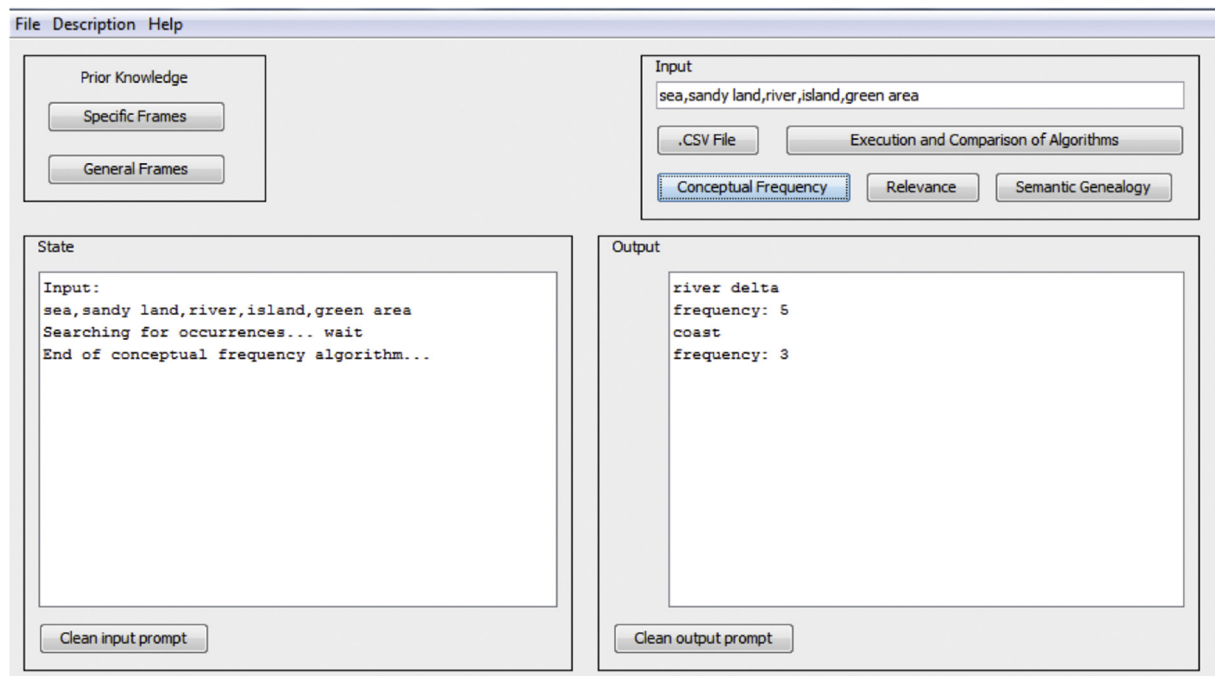 File Description Help
Prior Knowledge
Specific Frames
General Frames
Input
sea,sandy land,river,island,green area
.CSV File
Execution and Comparison of Algorithms
Conceptual Frequency
Relevance
Semantic Genealogy
State
Input:
sea,sandy land,river,island,green area
Searching for occurrences... wait
End of conceptual frequency algorithm...
Clean input prompt
Output
river delta
frequency: 5
coast
frequency: 3
Clean output prompt